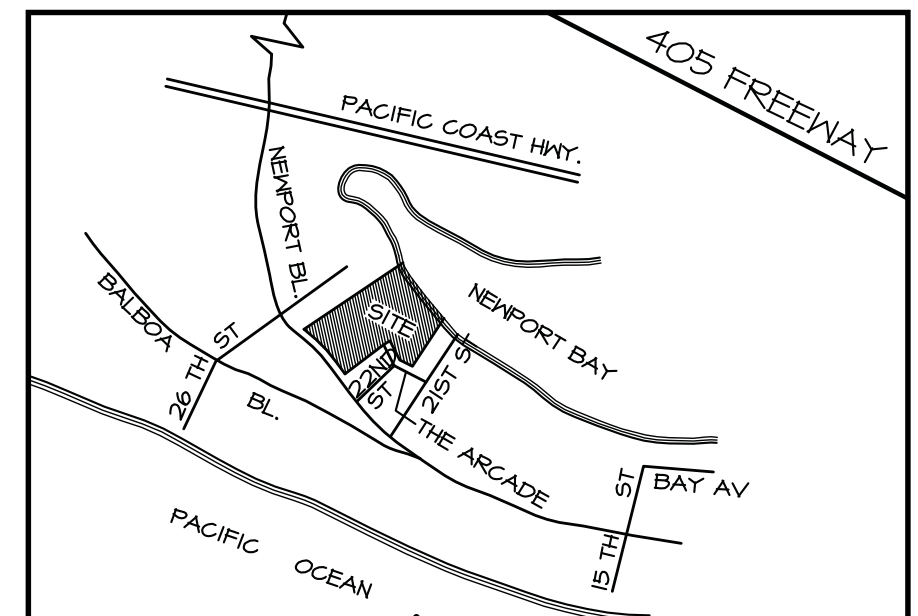 405 FREEWAY
PACIFIC COAST HWY.
NEWPORT BL.
BALBOA
BL.
26 TH ST
SITE
NEWPORT BAY
22ND ST
21ST ST
THE ARCADE
15 TH ST
BAY AV
PACIFIC OCEAN